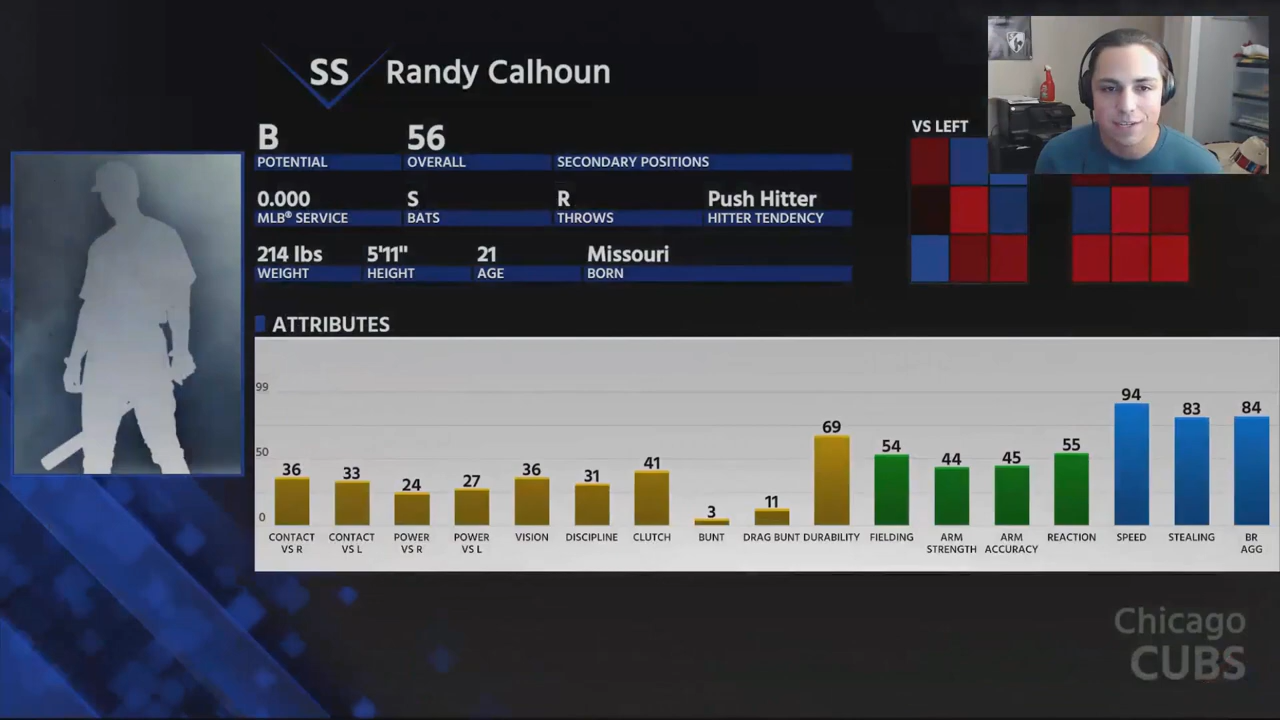 SS Randy Calhoun
B 56
POTENTIAL OVERALL SECONDARY POSITIONS
0.000 S R Push Hitter
MLB® SERVICE BATS THROWS HITTER TENDENCY
214 lbs 5'11" 21 Missouri
WEIGHT HEIGHT AGE BORN
VS LEFT
ATTRIBUTES
99
50
0
36 33 24 27 36 31 41 3 11 69 54 44 45 55 94 83 84
CONTACT VS R
CONTACT VS L
POWER VS R
POWER VS L
VISION
DISCIPLINE
CLUTCH
BUNT
DRAG BUNT
DURABILITY
FIELDING
ARM STRENGTH
ARM ACCURACY
REACTION
SPEED
STEALING
BR AGG
Chicago
CUBS